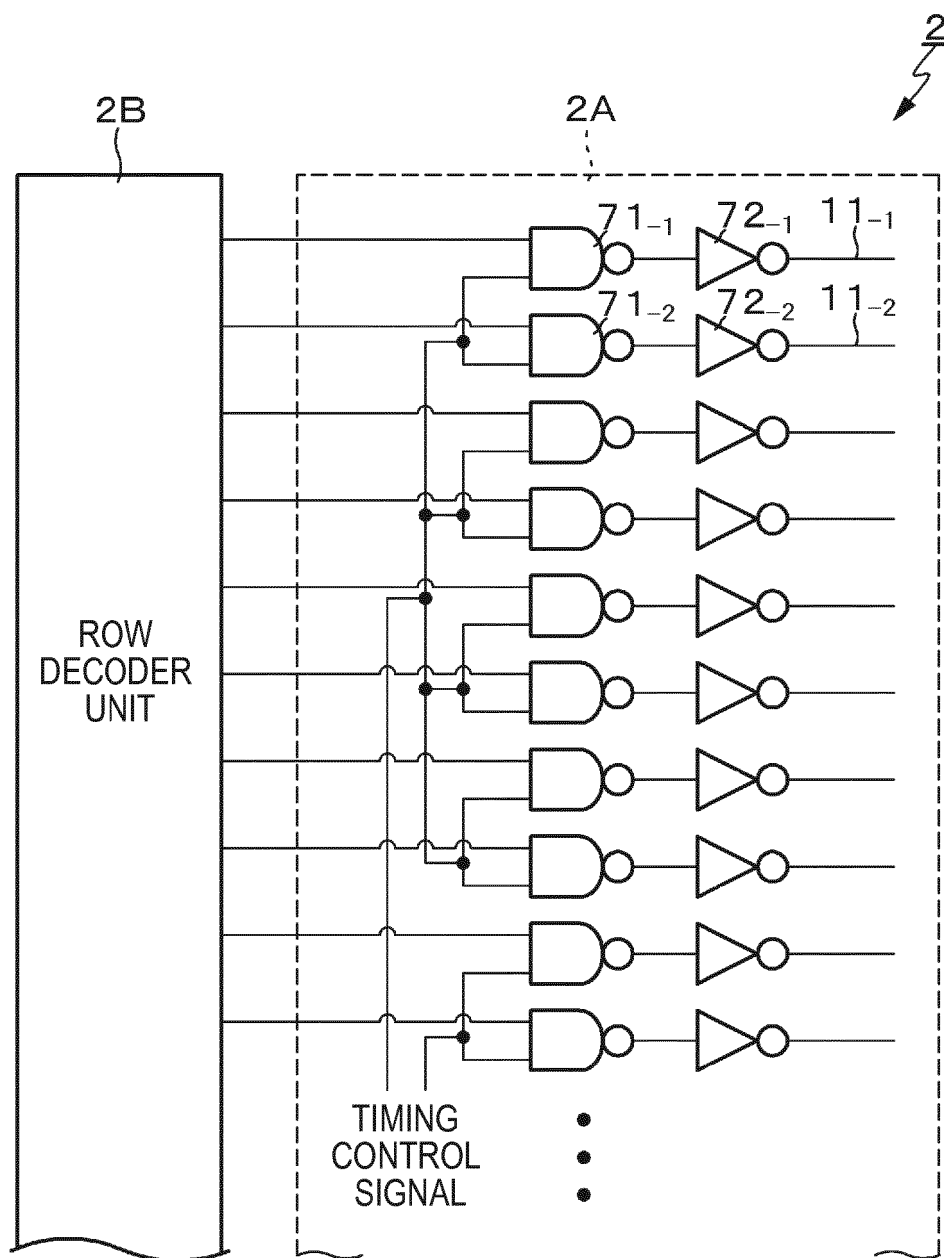 2
2B
2A
71-1
72-1
11-1
71-2
72-2
11-2
ROW
DECODER
UNIT
TIMING
CONTROL
SIGNAL